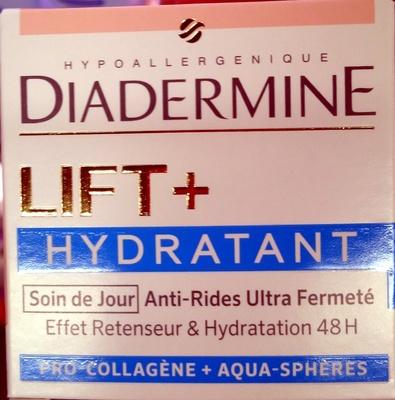 HYPOALLERGENIQUE
DIADERMINE
LIFT+
HYDRATANT
Soin de Jour Anti-Rides Ultra Fermeté
Effet Retenseur & Hydratation 48H
PRO-COLLAGÈNE + AQUA-SPHÈRES